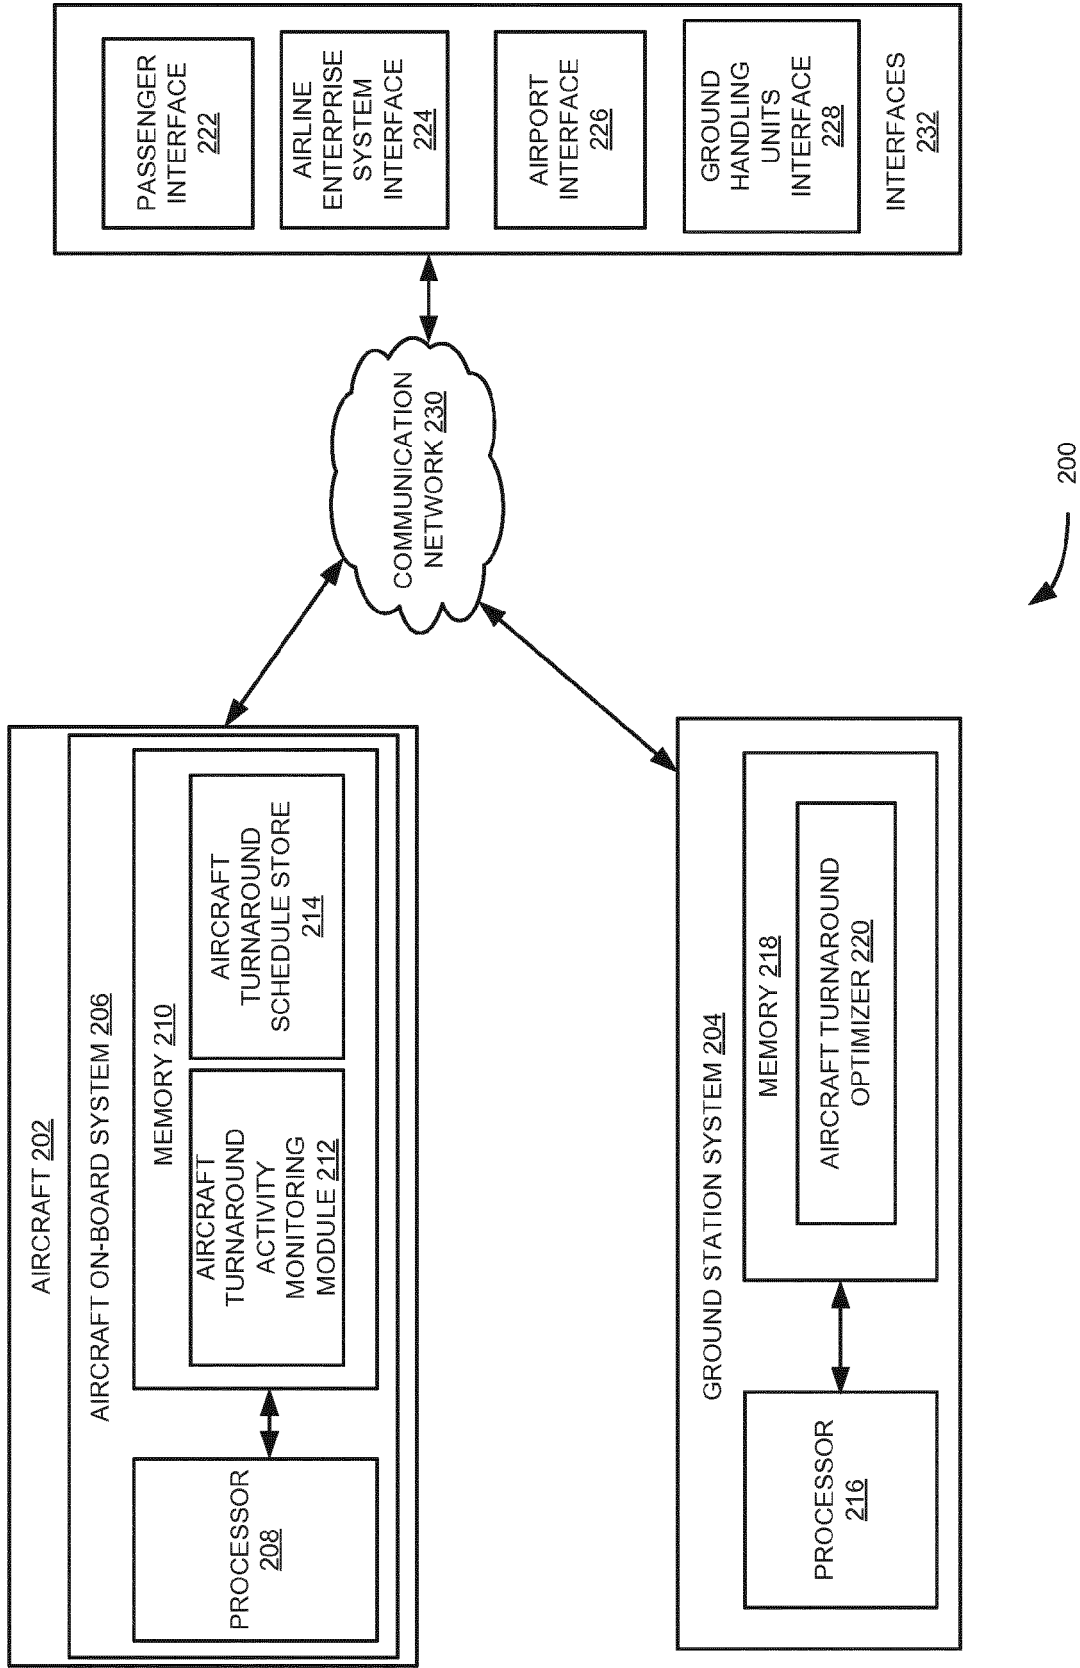 AIRCRAFT 202
AIRCRAFT ON-BOARD SYSTEM 206
MEMORY 210
PROCESSOR
208
AIRCRAFT
TURNAROUND
ACTIVITY
MONITORING
MODULE 212
AIRCRAFT
TURNAROUND
SCHEDULE STORE
214
GROUND STATION SYSTEM 204
PROCESSOR
216
MEMORY 218
AIRCRAFT TURNAROUND
OPTIMIZER 220
COMMUNICATION
NETWORK 230
PASSENGER
INTERFACE
222
AIRLINE
ENTERPRISE
SYSTEM
INTERFACE
224
AIRPORT
INTERFACE
226
GROUND
HANDLING
UNITS
INTERFACE
228
INTERFACES
232
200